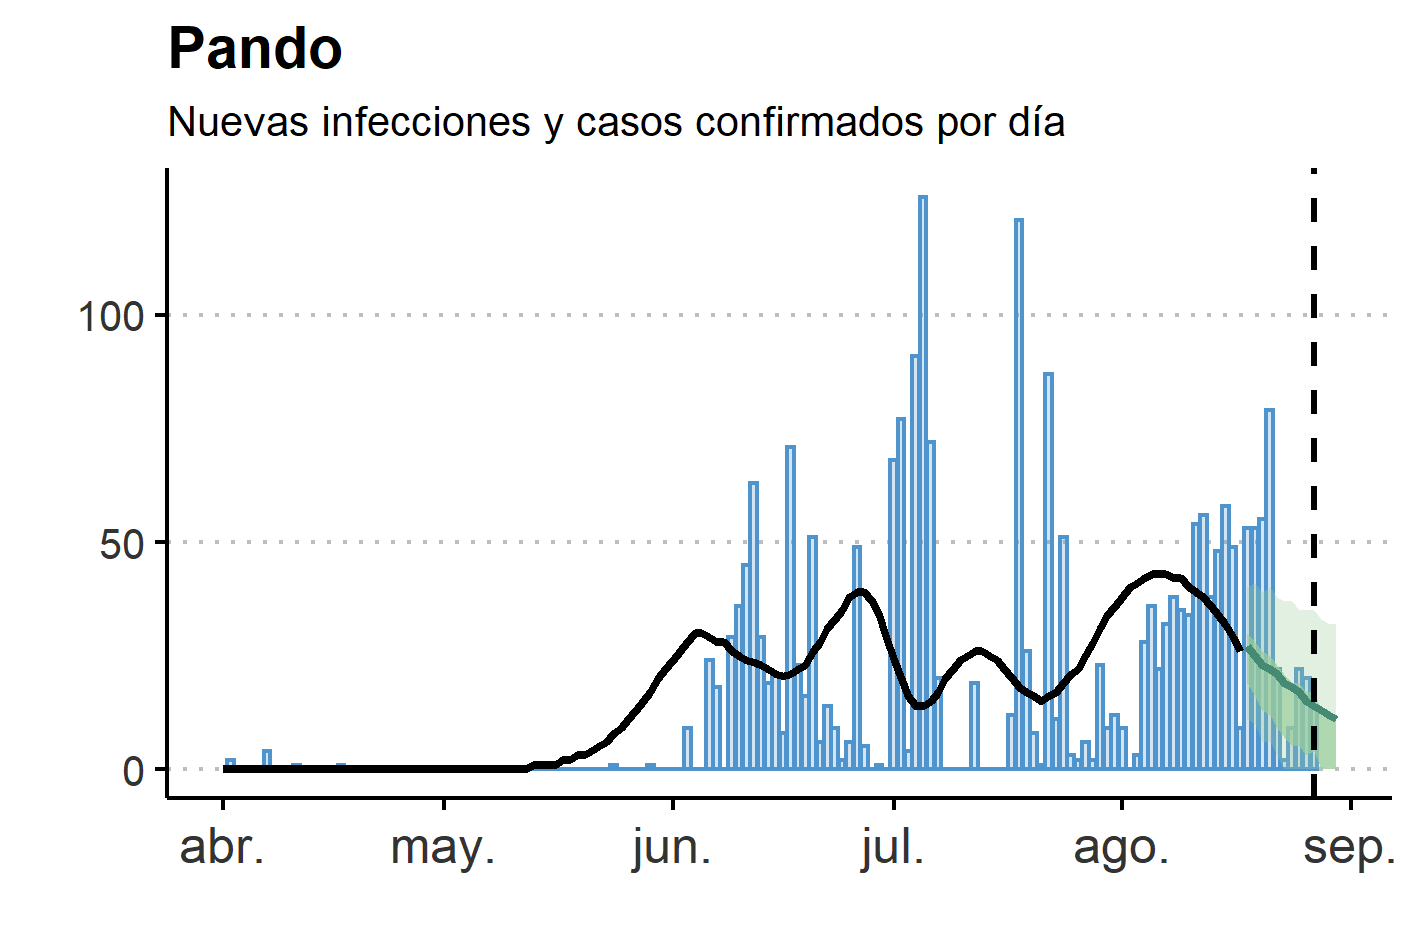 Pando
Nuevas infecciones y casos confirmados por día
100
50
0
abr. may. jun. jul. ago. sep.